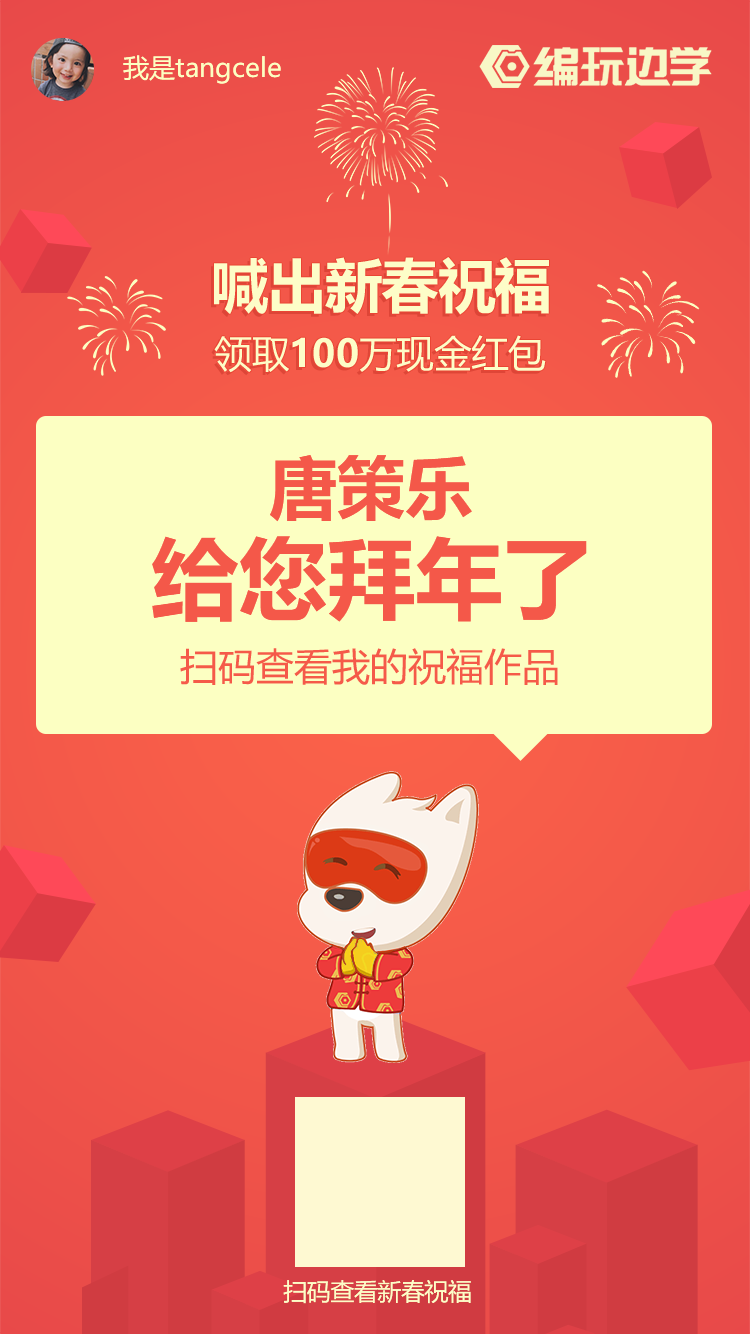 我是tangcele
编玩边学
喊出新春祝福
领取100万现金红包
唐策乐
给您拜年了
扫码查看我的祝福作品
扫码查看新春祝福